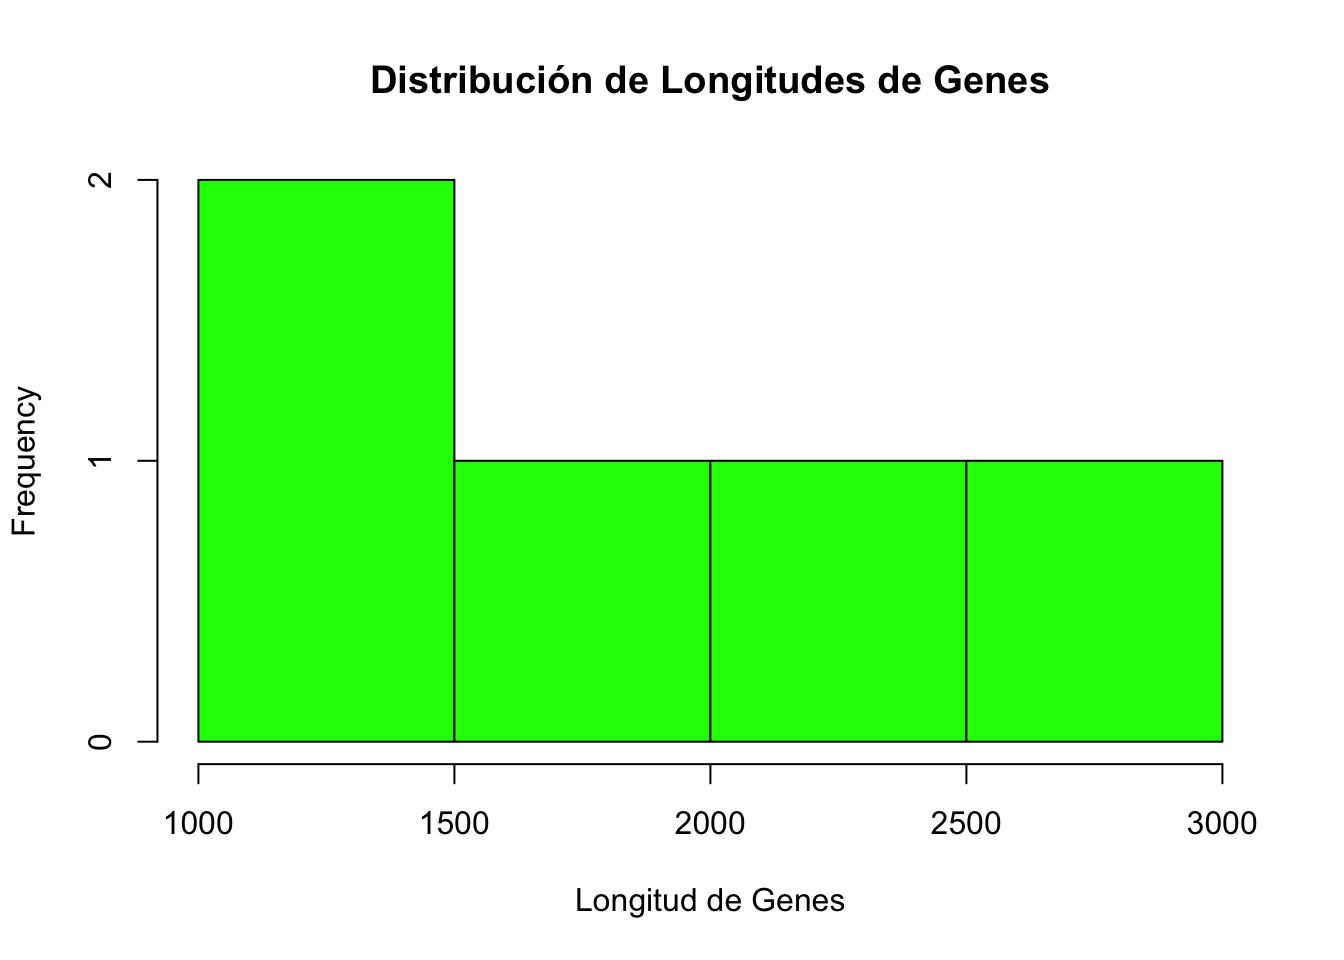 Distribución de Longitudes de Genes
2
1
0
Frequency
1000 1500 2000 2500 3000
Longitud de Genes